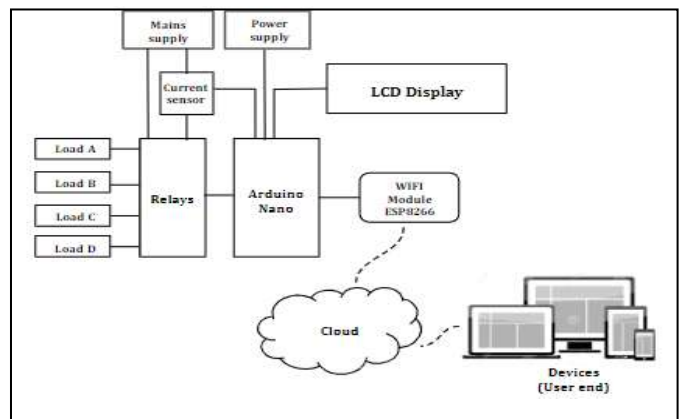 Mains
supply
Power
supply
Current
sensor
LCD Display
Load A
Load B
Load C
Load D
Relays
Arduino
Nano
WIFI
Module
ESP8266
Cloud
Devices
(User end)